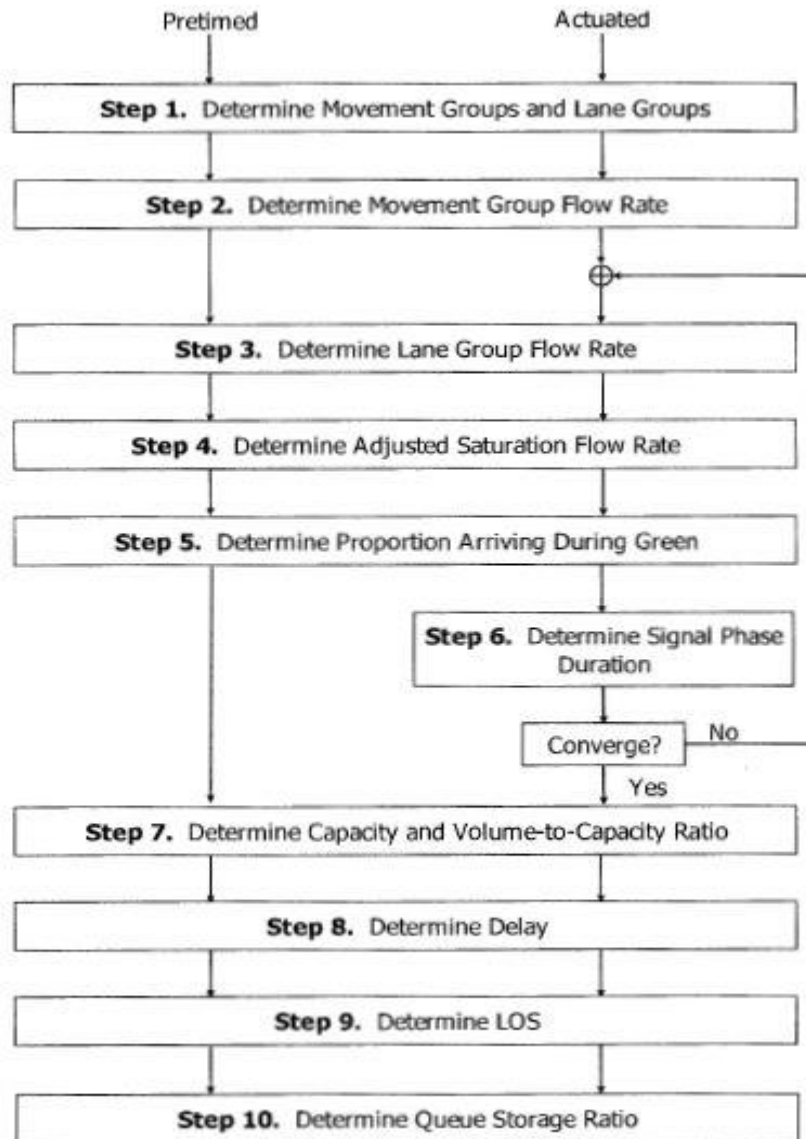 Pretimed Actuated
Step 1. Determine Movement Groups and Lane Groups
Step 2. Determine Movement Group Flow Rate
Step 3. Determine Lane Group Flow Rate
Step 4. Determine Adjusted Saturation Flow Rate
Step 5. Determine Proportion Arriving During Green
Step 6. Determine Signal Phase
Duration
Converge? No
Yes
Step 7. Determine Capacity and Volume-to-Capacity Ratio
Step 8. Determine Delay
Step 9. Determine LOS
Step 10. Determine Queue Storage Ratio